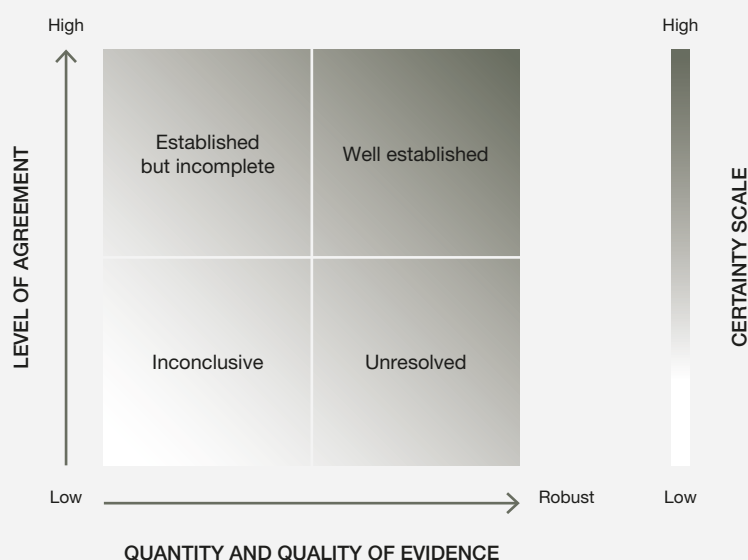 High
High
Established
but incomplete
Well established
LEVEL OF AGREEMENT
CERTAINTY SCALE
Inconclusive
Unresolved
Low
Robust
Low
QUANTITY AND QUALITY OF EVIDENCE